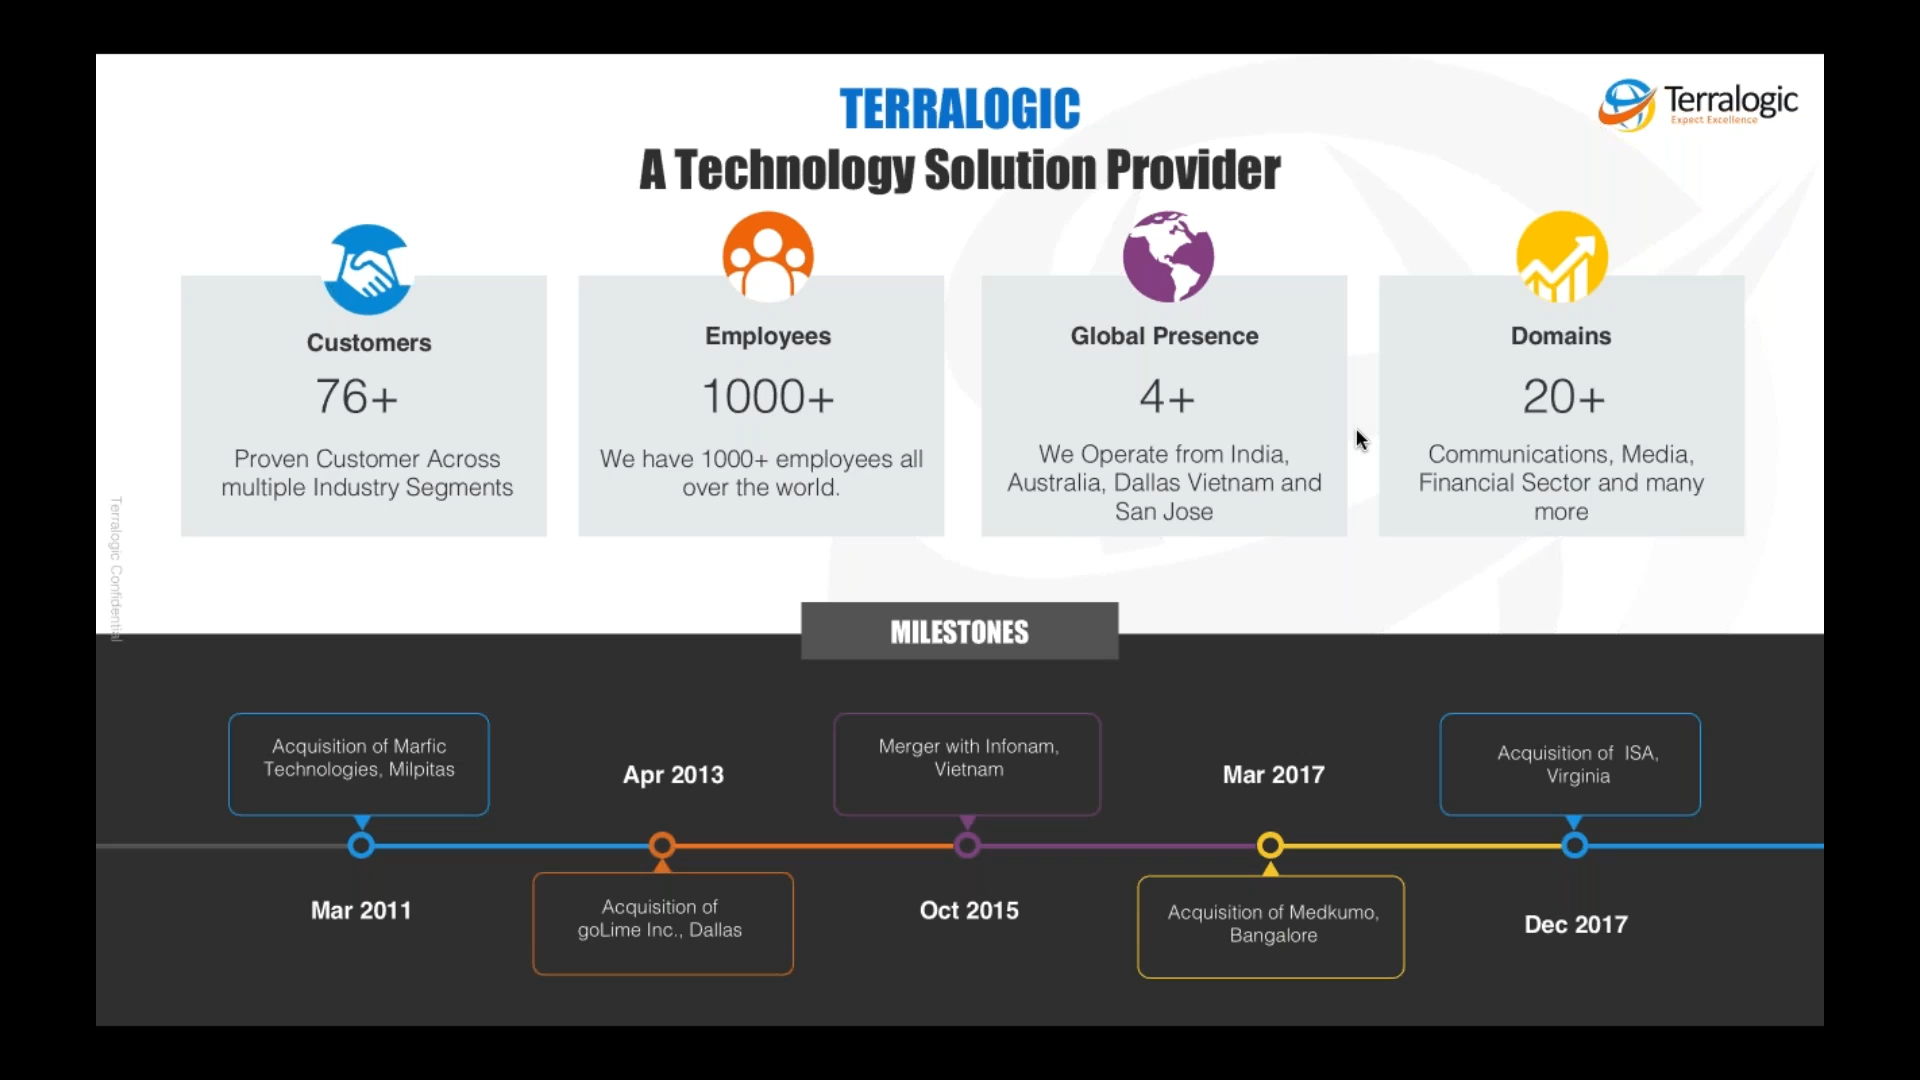 TERRALOGIC
A Technology Solution Provider
Terralogic
Expect Excellence
Customers
76+
Proven Customer Across
multiple Industry Segments
Employees
1000+
We have 1000+ employees all
over the world.
Global Presence
4+
We Operate from India,
Australia, Dallas Vietnam and
San Jose
Domains
20+
Communications, Media,
Financial Sector and many
more
Terralogic Confidential
MILESTONES
Acquisition of Marfic
Technologies, Milpitas
Mar 2011
Apr 2013
Acquisition of
goLime Inc., Dallas
Merger with Infonam,
Vietnam
Oct 2015
Mar 2017
Acquisition of Medkumo,
Bangalore
Acquisition of  ISA,
Virginia
Dec 2017